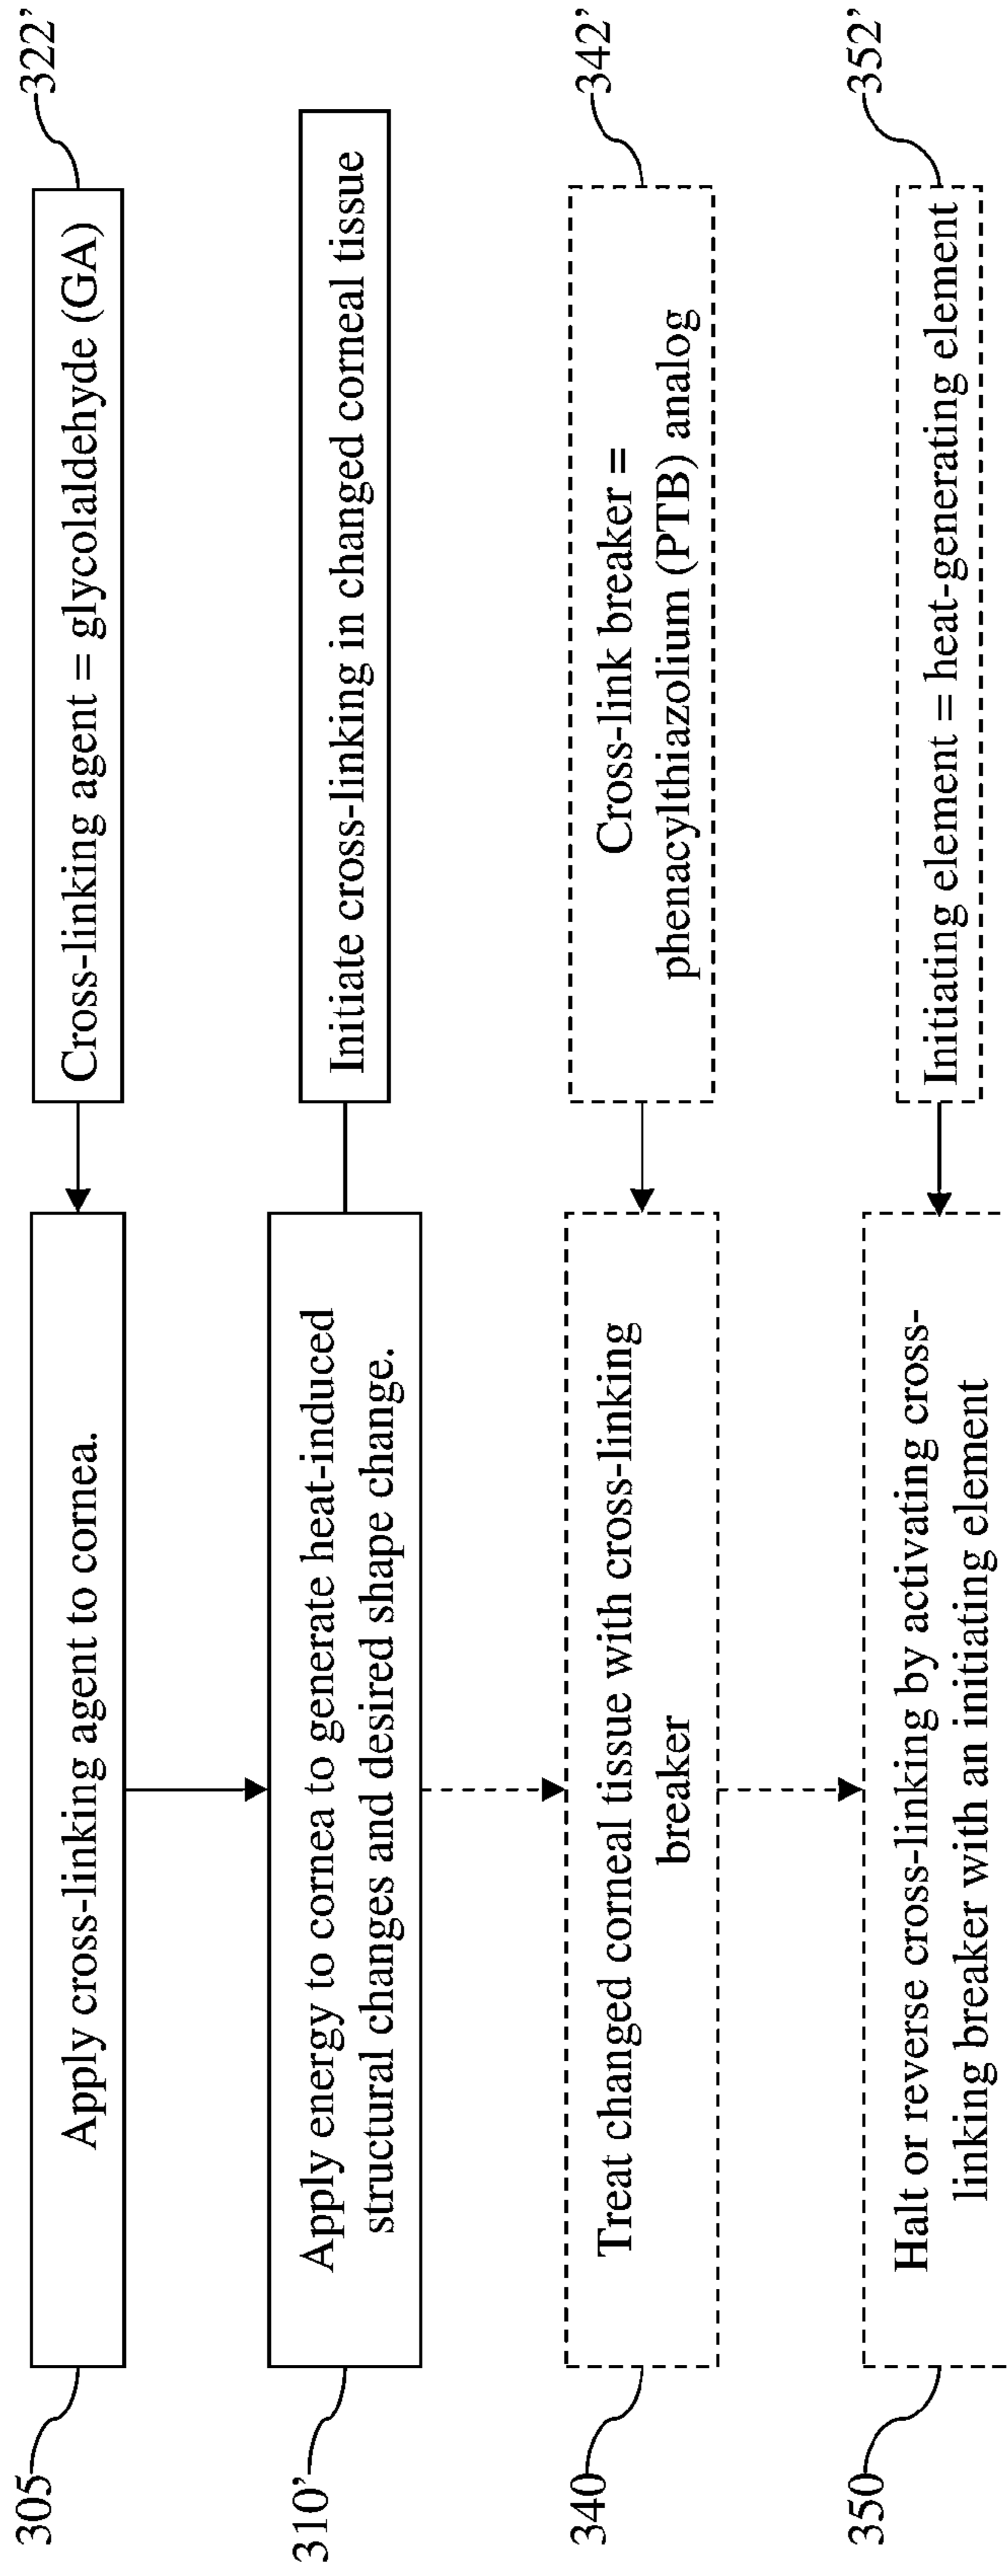 305
Apply cross-linking agent to cornea.
Cross-linking agent = glycolaldehyde (GA)
322’
310’
Apply energy to cornea to generate heat-induced
structural changes and desired shape change.
Initiate cross-linking in changed corneal tissue
340
Treat changed corneal tissue with cross-linking
breaker
Cross-link breaker =
phenacylthiazolium (PTB) analog
342’
350
Halt or reverse cross-linking by activating cross-
linking breaker with an initiating element
Initiating element = heat-generating element
352’